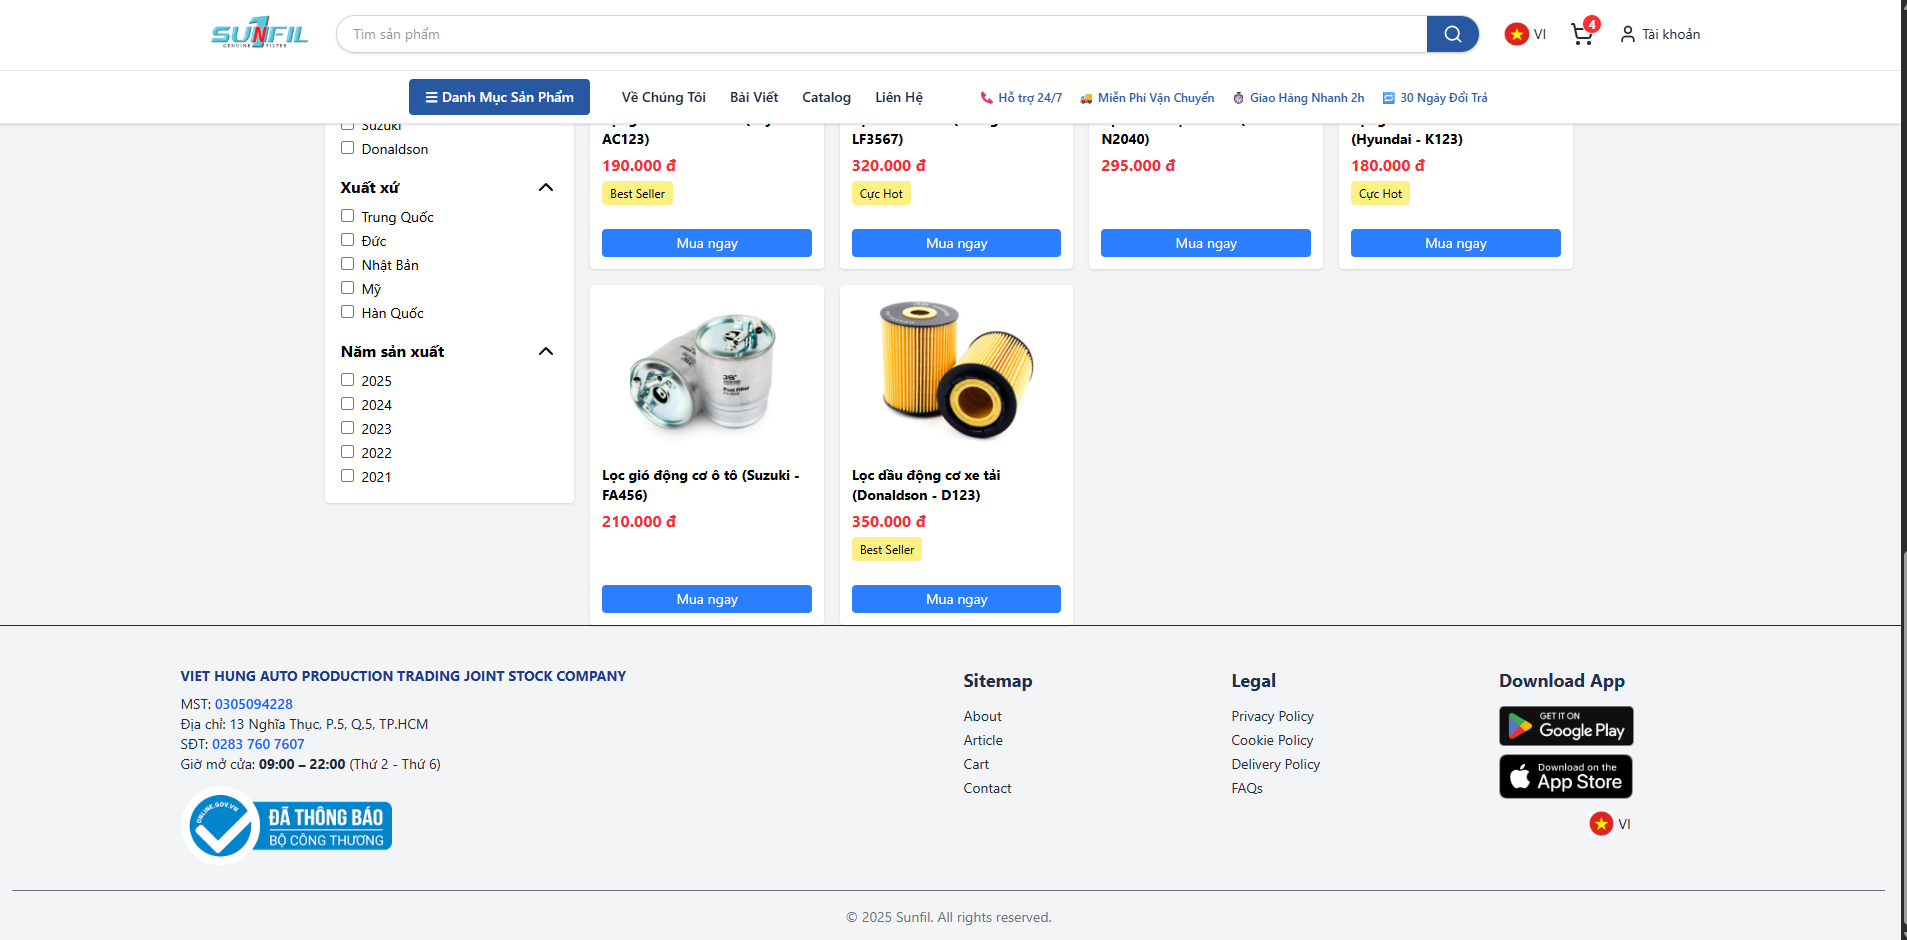 SUNFIL
GENUINE FILTER
Tìm sản phẩm
VI
4
Tài khoản
☰ Danh Mục Sản Phẩm
Về Chúng Tôi
Bài Viết
Catalog
Liên Hệ
📞 Hỗ trợ 24/7
🚚 Miễn Phí Vận Chuyển
⏱ Giao Hàng Nhanh 2h
🔁 30 Ngày Đổi Trả
Suzuki
Donaldson
Xuất xứ
Trung Quốc
Đức
Nhật Bản
Mỹ
Hàn Quốc
Năm sản xuất
2025
2024
2023
2022
2021
AC123)
190.000 đ
Best Seller
Mua ngay
LF3567)
320.000 đ
Cực Hot
Mua ngay
N2040)
295.000 đ
Mua ngay
(Hyundai - K123)
180.000 đ
Cực Hot
Mua ngay
Lọc gió động cơ ô tô (Suzuki -
FA456)
210.000 đ
Mua ngay
Lọc dầu động cơ xe tải
(Donaldson - D123)
350.000 đ
Best Seller
Mua ngay
VIET HUNG AUTO PRODUCTION TRADING JOINT STOCK COMPANY
MST: 0305094228
Địa chỉ: 13 Nghĩa Thục, P.5, Q.5, TP.HCM
SĐT: 0283 760 7607
Giờ mở cửa: 09:00 – 22:00 (Thứ 2 - Thứ 6)
ONLINE.GOV.VN
ĐÃ THÔNG BÁO
BỘ CÔNG THƯƠNG
Sitemap
About
Article
Cart
Contact
Legal
Privacy Policy
Cookie Policy
Delivery Policy
FAQs
Download App
GET IT ON
Google Play
Download on the
App Store
VI
© 2025 Sunfil. All rights reserved.